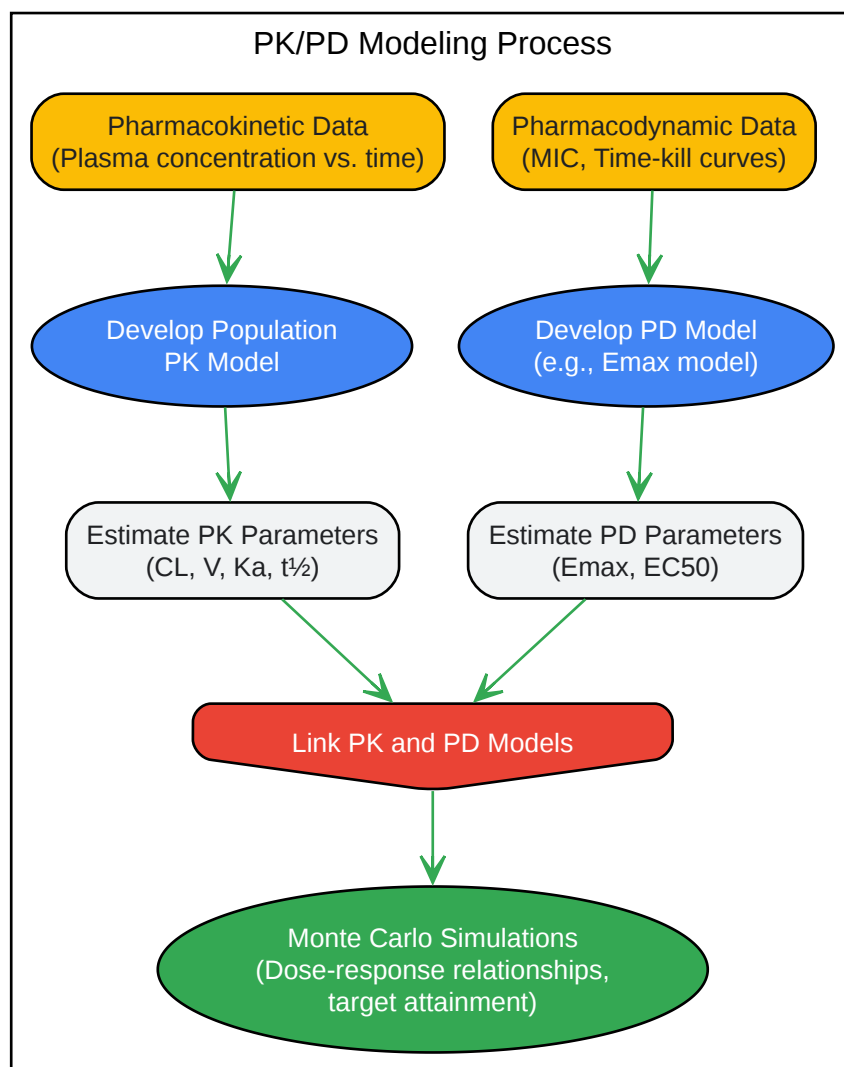 PK/PD Modeling Process
Pharmacokinetic Data
(Plasma concentration vs. time)
Pharmacodynamic Data
(MIC, Time-kill curves)
Develop Population
PK Model
Develop PD Model
(e.g., Emax model)
Estimate PK Parameters
(CL, V, Ka, t½)
Estimate PD Parameters
(Emax, EC50)
Link PK and PD Models
Monte Carlo Simulations
(Dose-response relationships,
target attainment)